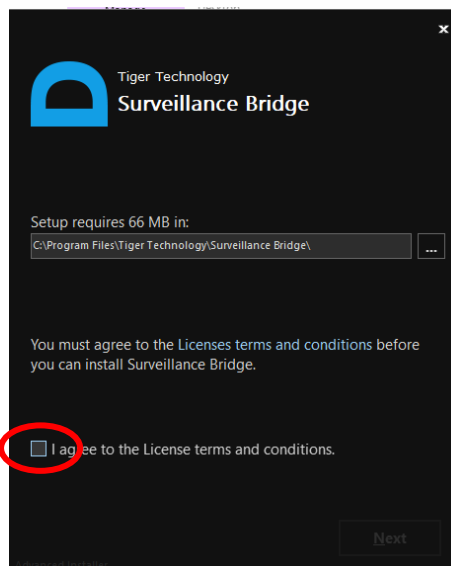 ×
Tiger Technology
Surveillance Bridge
Setup requires 66 MB in:
C:\Program Files\Tiger Technology\Surveillance Bridge\
...
You must agree to the Licenses terms and conditions before
you can install Surveillance Bridge.
I agree to the License terms and conditions.
Next
Advanced Installer